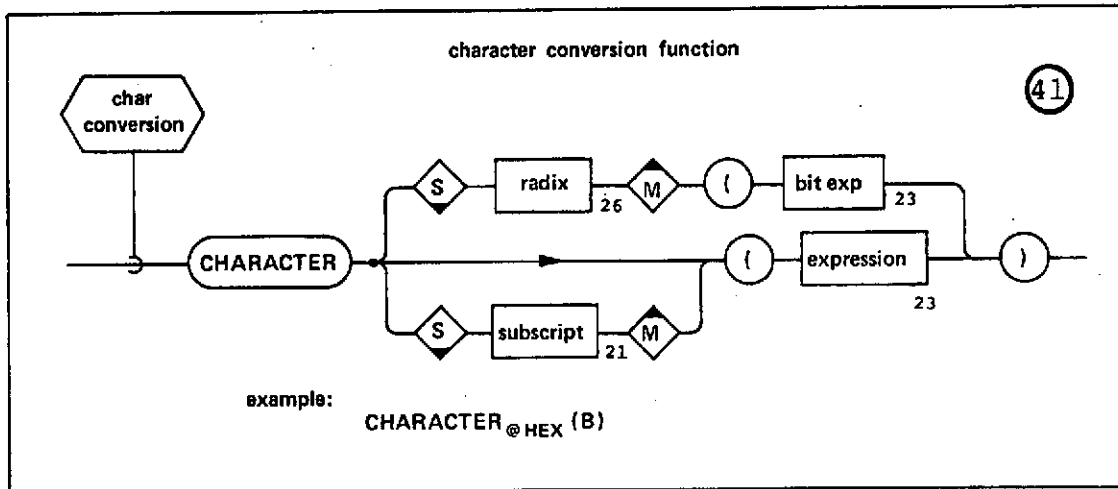 character conversion function
41
char
conversion
S radix 26 M ( bit exp 23
CHARACTER ( expression 23 )
S subscript 21 M
example:
CHARACTER @ HEX (B)